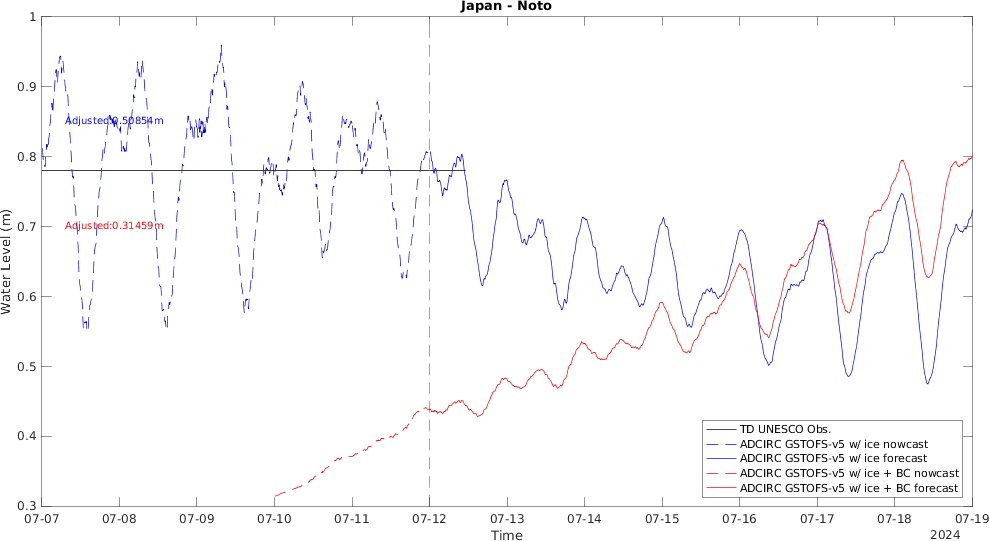 Japan - Noto
1
0.9
0.8
0.7
0.6
0.5
0.4
0.3
Water Level (m)
Adjusted:0.50854m
Adjusted:0.31459m
TD UNESCO Obs.
ADCIRC GSTOFS-v5 w/ ice nowcast
ADCIRC GSTOFS-v5 w/ ice forecast
ADCIRC GSTOFS-v5 w/ ice + BC nowcast
ADCIRC GSTOFS-v5 w/ ice + BC forecast
07-07 07-08 07-09 07-10 07-11 07-12 07-13 07-14 07-15 07-16 07-17 07-18 07-19
Time
2024